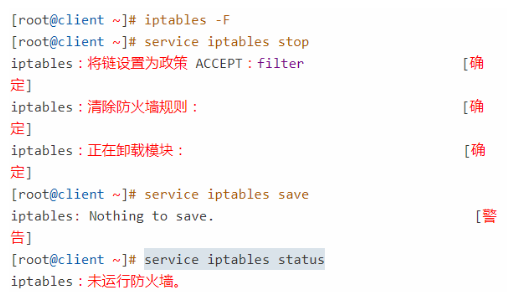 [root@client ~]# iptables -F
[root@client ~]# service iptables stop
iptables：将链设置为政策 ACCEPT：filter                    [确
定]
iptables：清除防火墙规则：                                 [确
定]
iptables：正在卸载模块：                                   [确
定]
[root@client ~]# service iptables save
iptables: Nothing to save.                                 [警
告]
[root@client ~]# service iptables status
iptables：未运行防火墙。